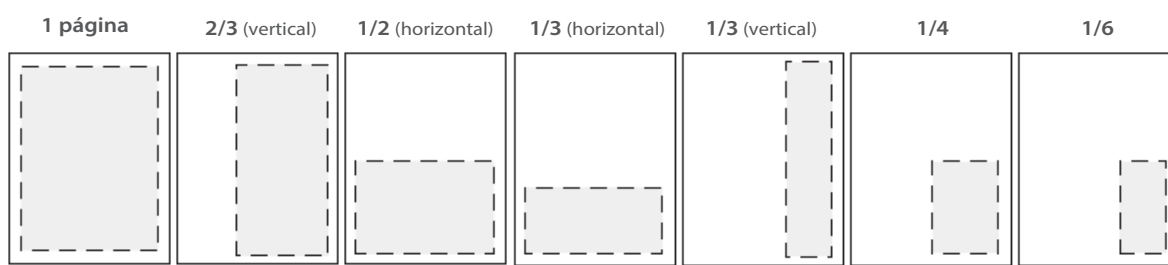 1 página 2/3 (vertical) 1/2 (horizontal) 1/3 (horizontal) 1/3 (vertical) 1/4 1/6